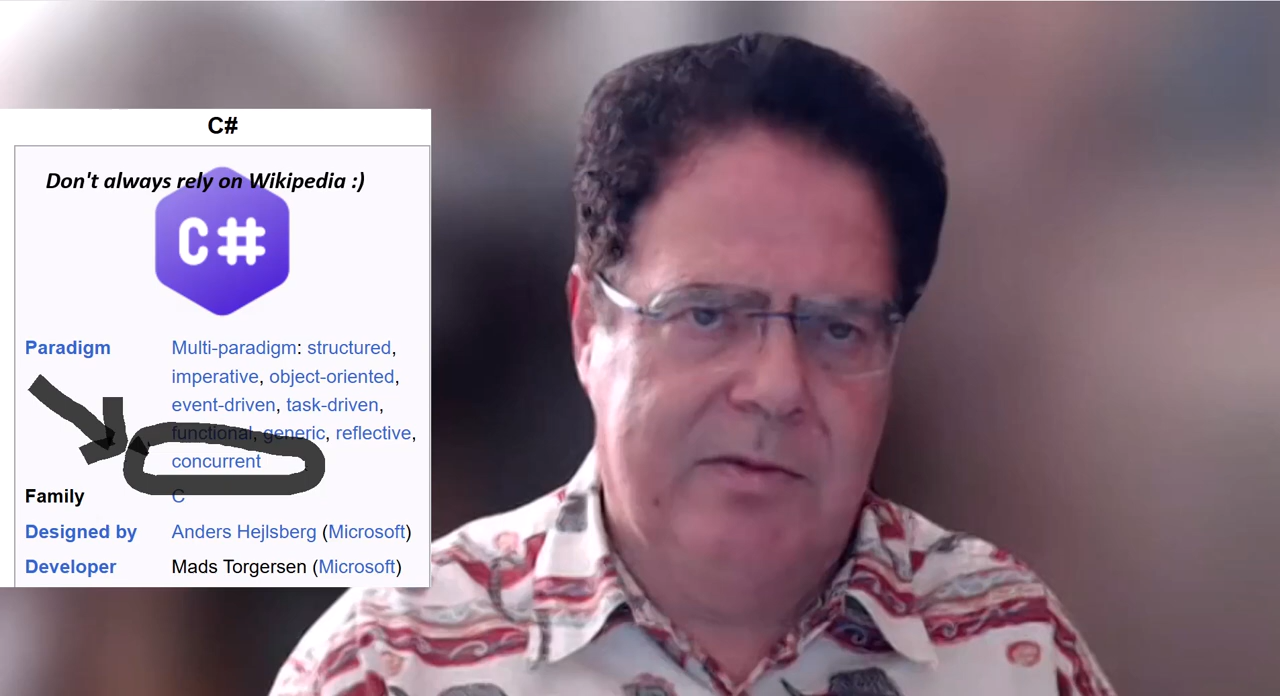 C#
Don't always rely on Wikipedia :)
C#
Paradigm Multi-paradigm: structured,
imperative, object-oriented,
event-driven, task-driven,
functional, generic, reflective,
concurrent
Family C
Designed by Anders Hejlsberg (Microsoft)
Developer Mads Torgersen (Microsoft)